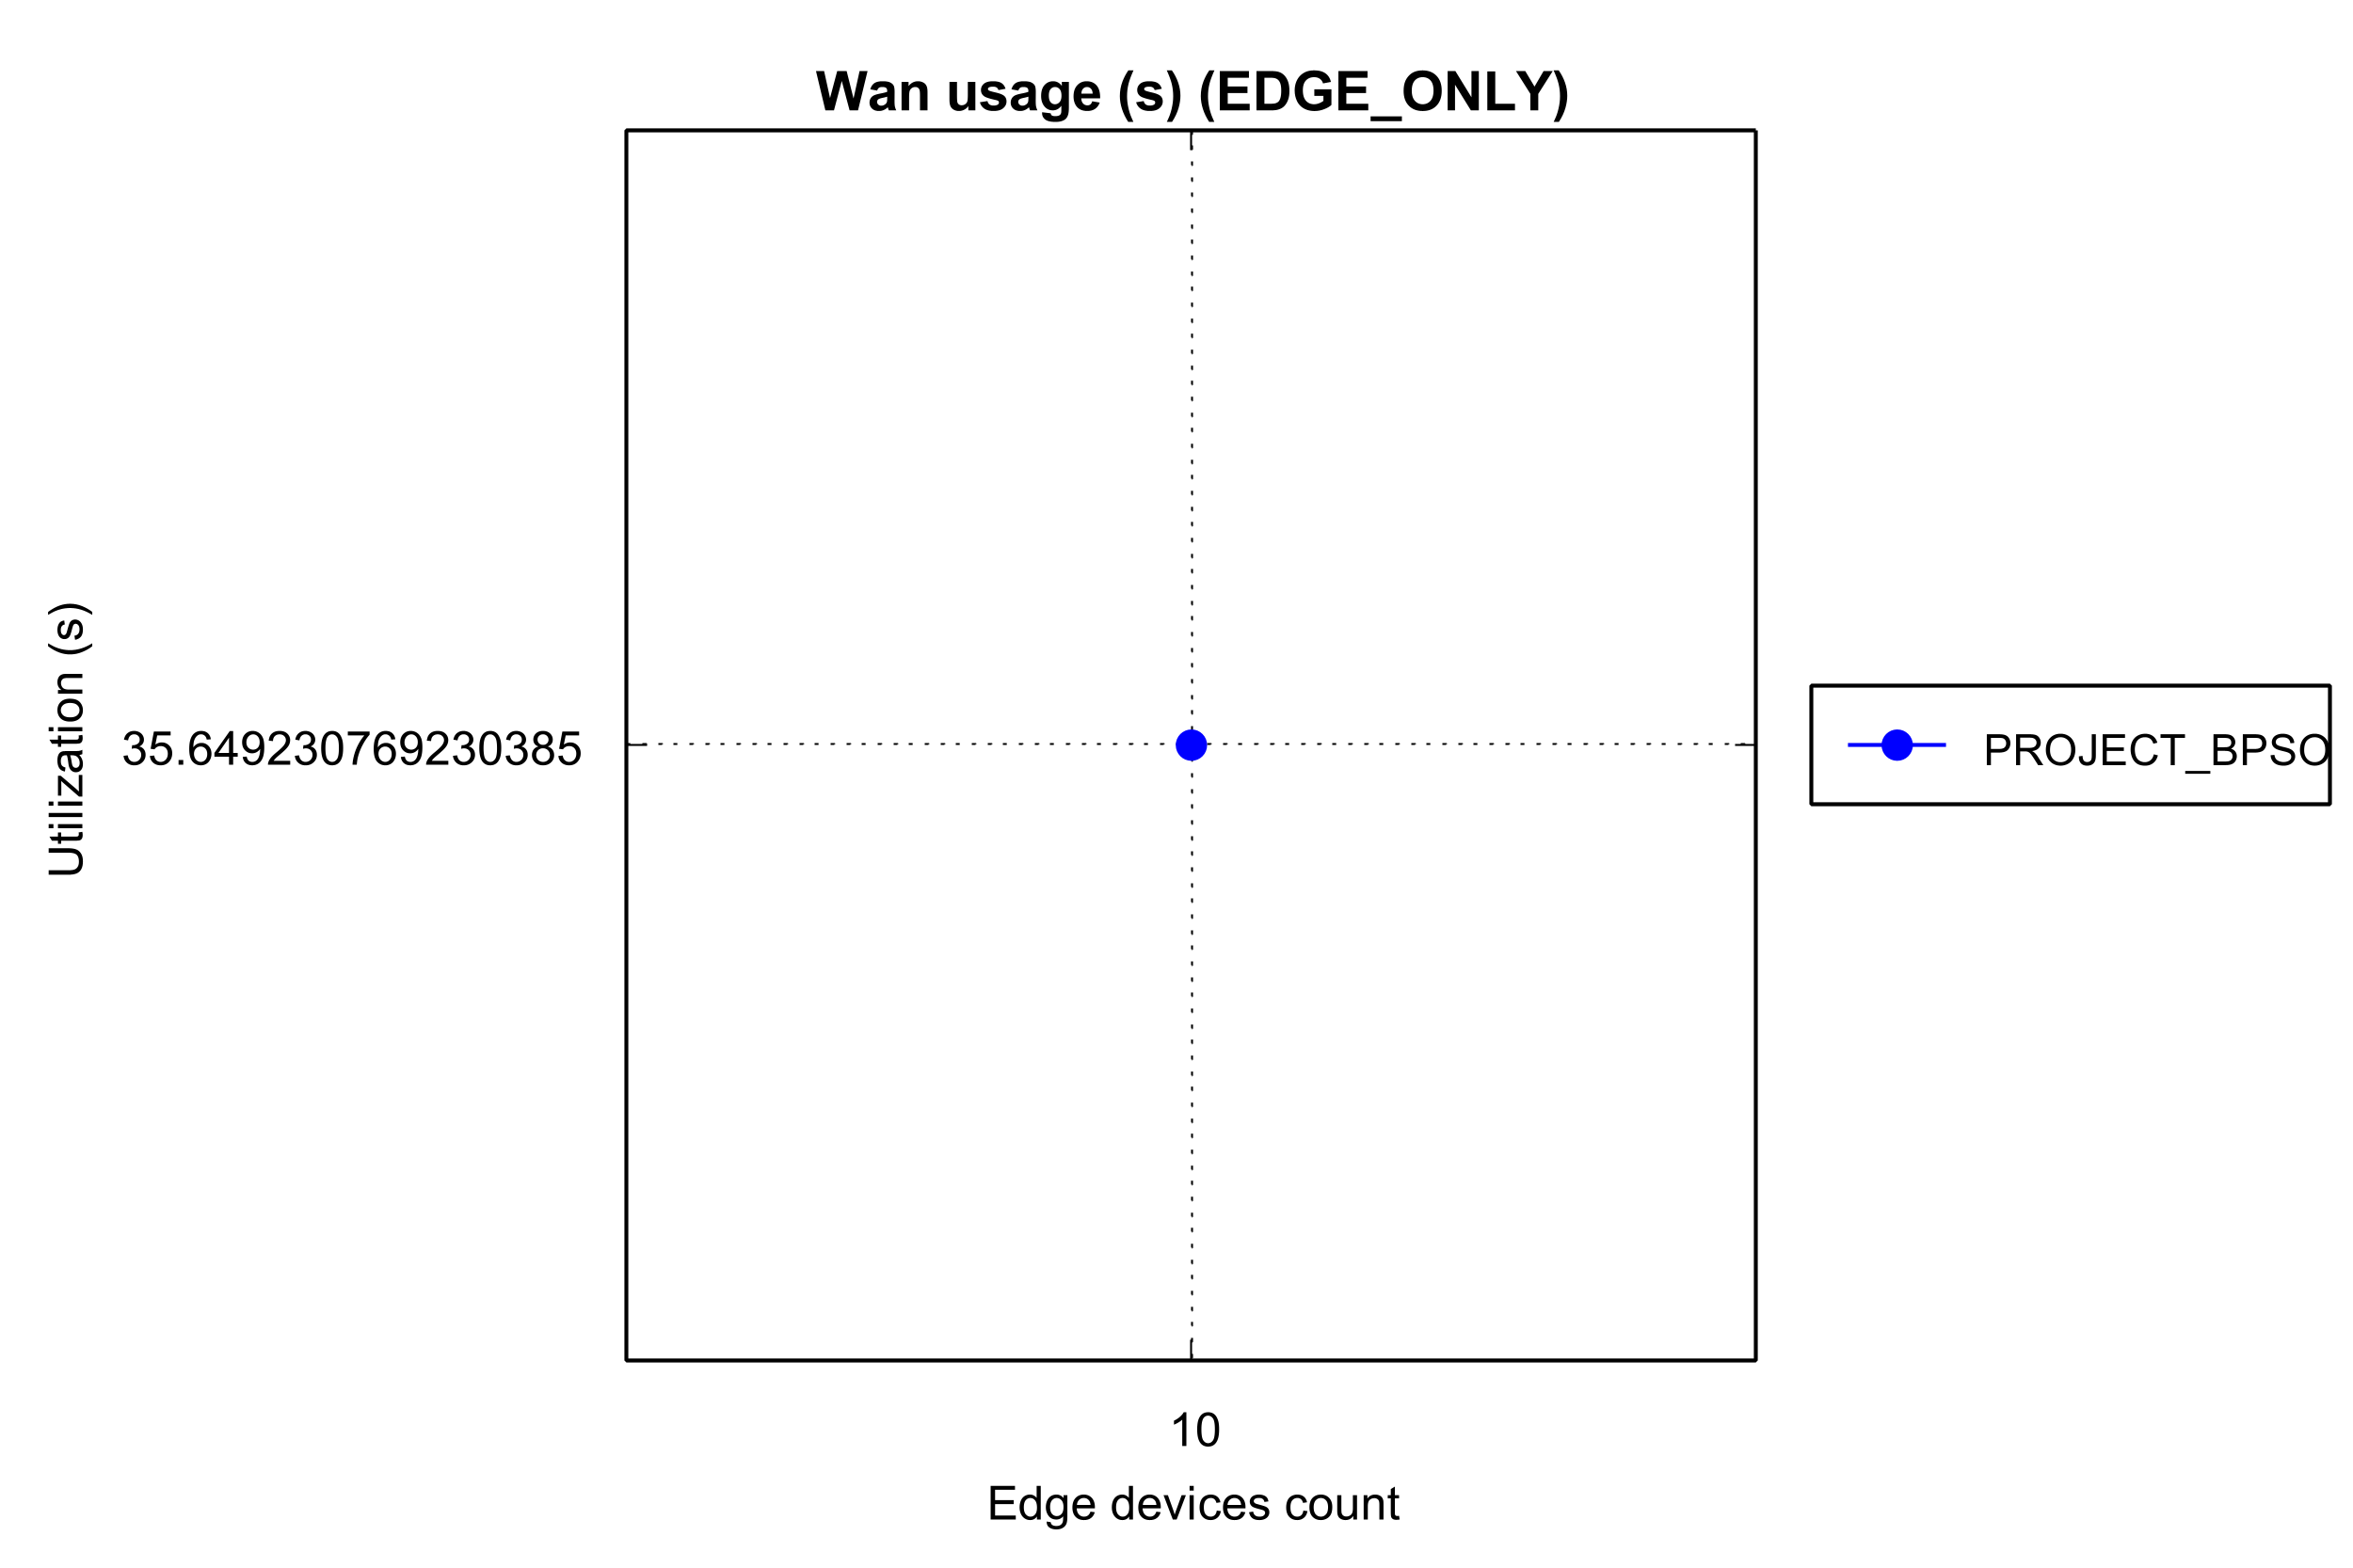 Wan usage (s)(EDGE_ONLY)
Utilization (s)
35.649230769230385
PROJECT_BPSO
10
Edge devices count